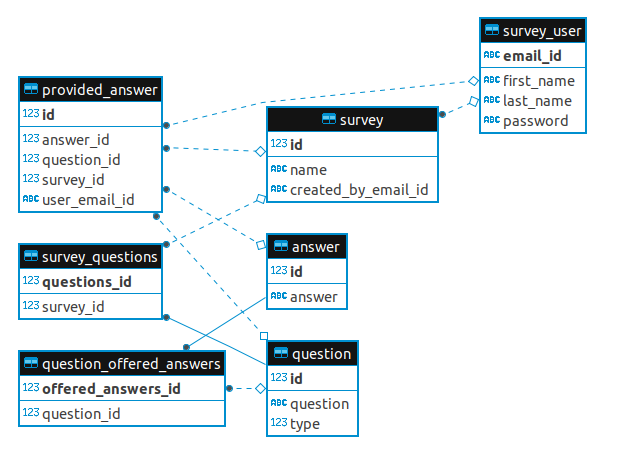 survey_user
ABC email_id
ABC first_name
ABC last_name
ABC password
provided_answer
123 id
123 answer_id
123 question_id
123 survey_id
ABC user_email_id
survey
123 id
ABC name
ABC created_by_email_id
survey_questions
123 questions_id
123 survey_id
answer
123 id
ABC answer
question_offered_answers
123 offered_answers_id
123 question_id
question
123 id
ABC question
123 type